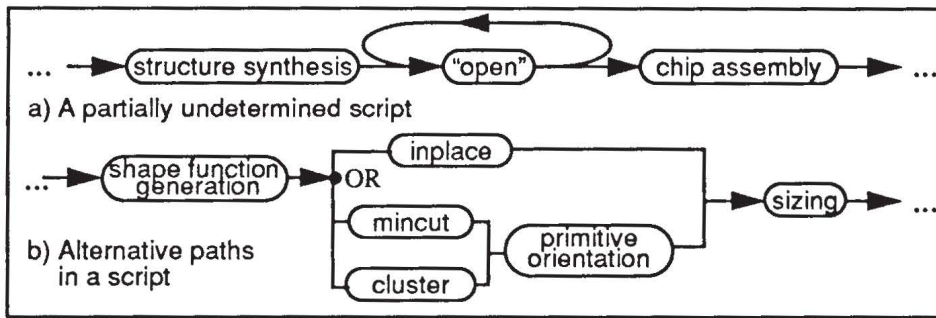 ... structure synthesis “open” chip assembly ...
a) A partially undetermined script
inplace
... shape function generation OR sizing ...
mincut
primitive orientation
b) Alternative paths
in a script
cluster